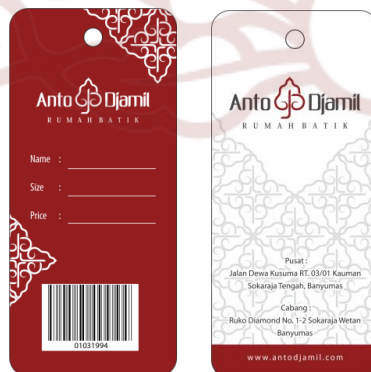 Anto Djamil
RUMAH BATIK
Name :
Size :
Price :
01031994
Anto Djamil
RUMAH BATIK
Pusat :
Jalan Dewa Kusuma RT. 03/01 Kauman
Sokaraja Tengah, Banyumas
Cabang :
Ruko Diamond No. 1-2 Sokaraja Wetan
Banyumas
www.antodjamil.com